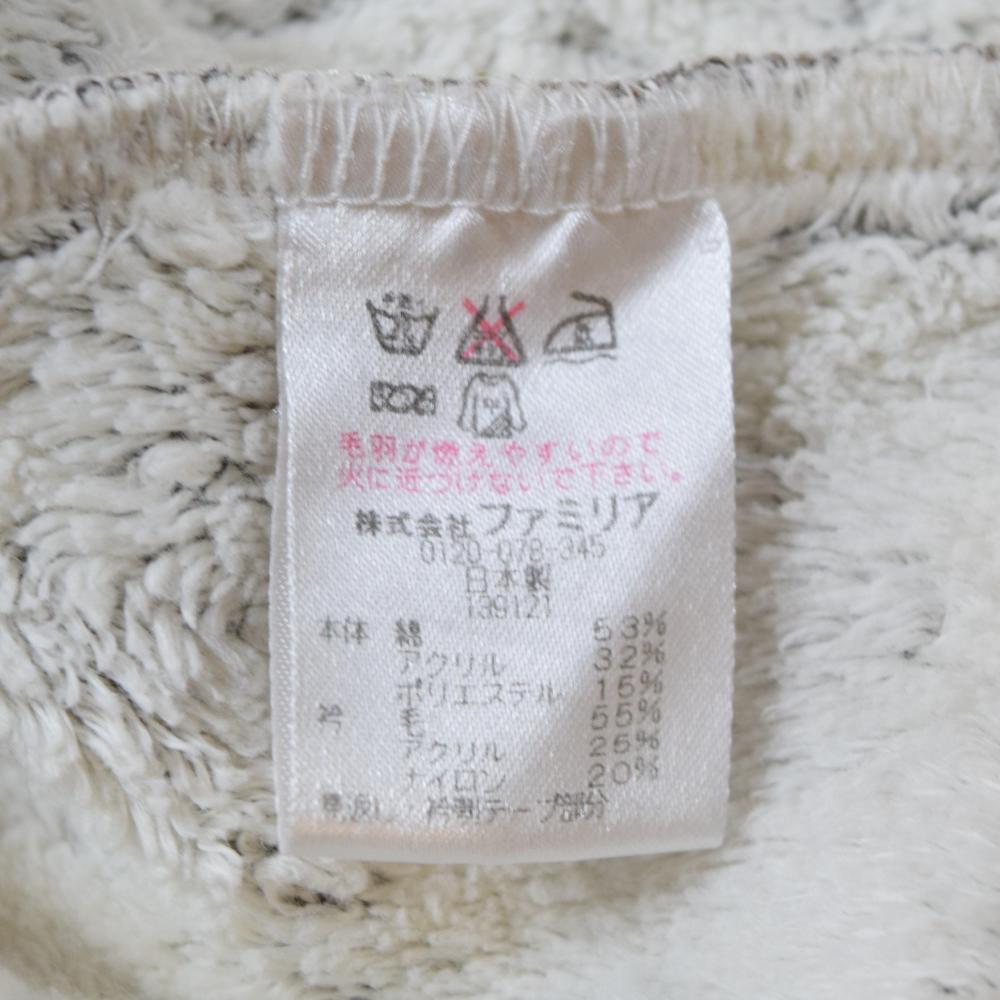 毛羽が燃えやすいので
火に近づけないで下さい。
株式会社ファミリア
0120-078-345
日本製
139121
本体 綿 53%
アクリル 32%
ポリエステル 15%
衿 毛 55%
アクリル 25%
ナイロン 20%
テープ部分